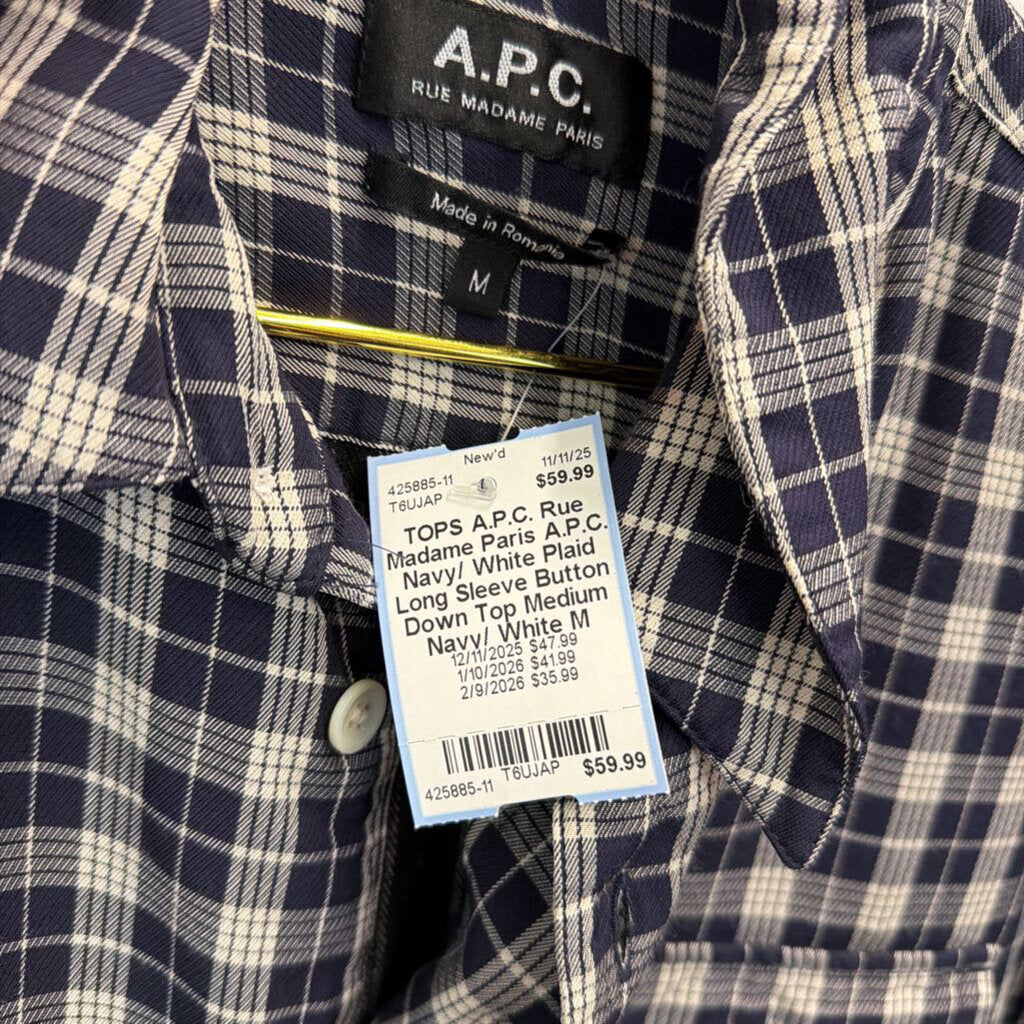 A.P.C.
RUE MADAME PARIS
Made in Romania
M
New'd
11/11/25
425885-11
$59.99
T6UJAP
TOPS A.P.C. Rue
Madame Paris A.P.C.
Navy/ White Plaid
Long Sleeve Button
Down Top Medium
Navy/ White M
12/11/2025 $47.99
1/10/2026 $41.99
2/9/2026 $35.99
425885-11 T6UJAP $59.99